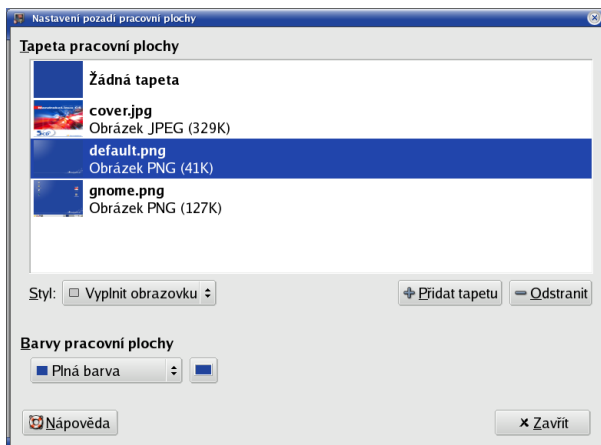 Nastavení pozadí pracovní plochy
Tapeta pracovní plochy
Žádná tapeta
cover.jpg
Obrázek JPEG (329K)
default.png
Obrázek PNG (41K)
gnome.png
Obrázek PNG (127K)
Styl: Vyplnit obrazovku Přidat tapetu Odstranit
Barvy pracovní plochy
Plná barva
Nápověda Zavřít